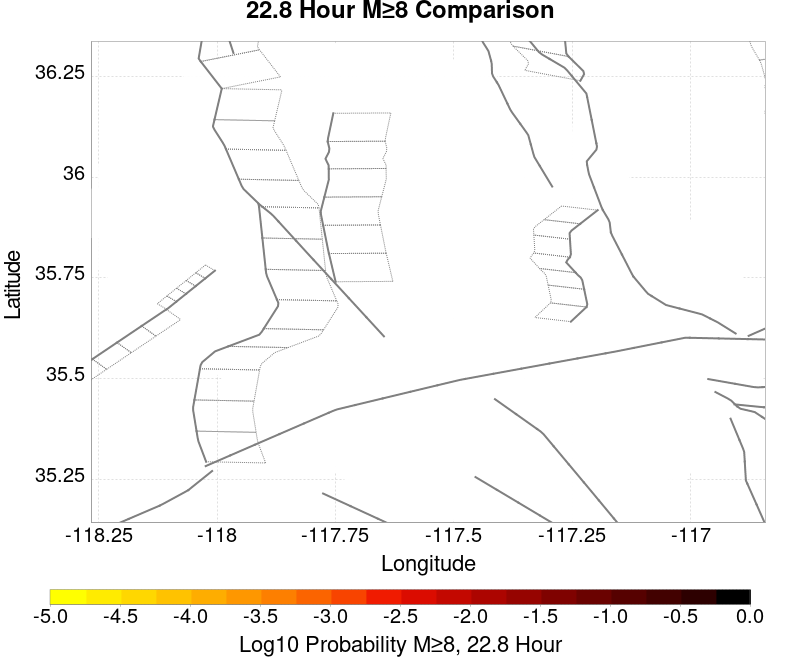 22.8 Hour M≥8 Comparison
36.25
36
35.75
35.5
35.25
Latitude
-118.25 -118 -117.75 -117.5 -117.25 -117
Longitude
-5.0 -4.5 -4.0 -3.5 -3.0 -2.5 -2.0 -1.5 -1.0 -0.5 0.0
Log10 Probability M≥8, 22.8 Hour